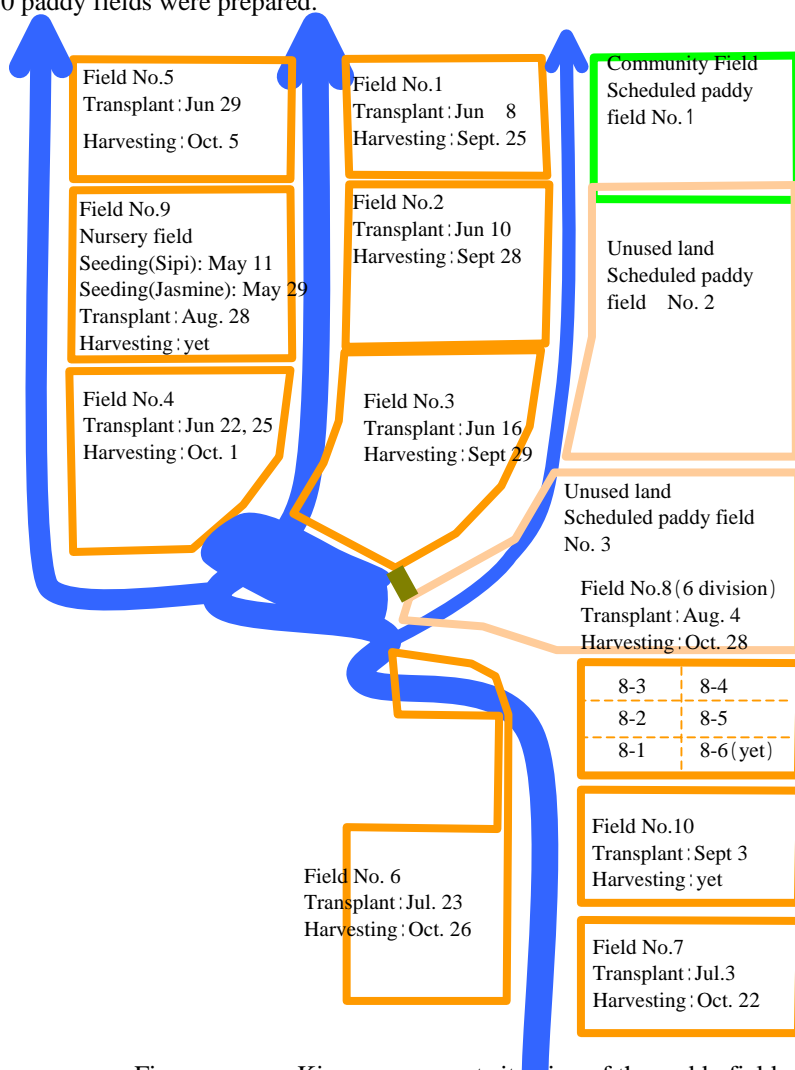 0 paddy fields were prepared.
Field No.5
Transplant:Jun 29
Harvesting:Oct. 5
Field No.1
Transplant:Jun 8
Harvesting:Sept. 25
Community Field
Scheduled paddy
field No.1
Field No.9
Nursery field
Seeding(Sipi): May 11
Seeding(Jasmine): May 29
Transplant:Aug. 28
Harvesting:yet
Field No.2
Transplant:Jun 10
Harvesting:Sept 28
Unused land
Scheduled paddy
field No. 2
Field No.4
Transplant:Jun 22, 25
Harvesting:Oct. 1
Field No.3
Transplant:Jun 16
Harvesting:Sept 29
Unused land
Scheduled paddy field
No. 3
Field No.8(6 division)
Transplant:Aug. 4
Harvesting:Oct. 28
8-3 8-4
8-2 8-5
8-1 8-6(yet)
Field No.10
Transplant:Sept 3
Harvesting:yet
Field No. 6
Transplant:Jul. 23
Harvesting:Oct. 26
Field No.7
Transplant:Jul.3
Harvesting:Oct. 22
of the paddy field